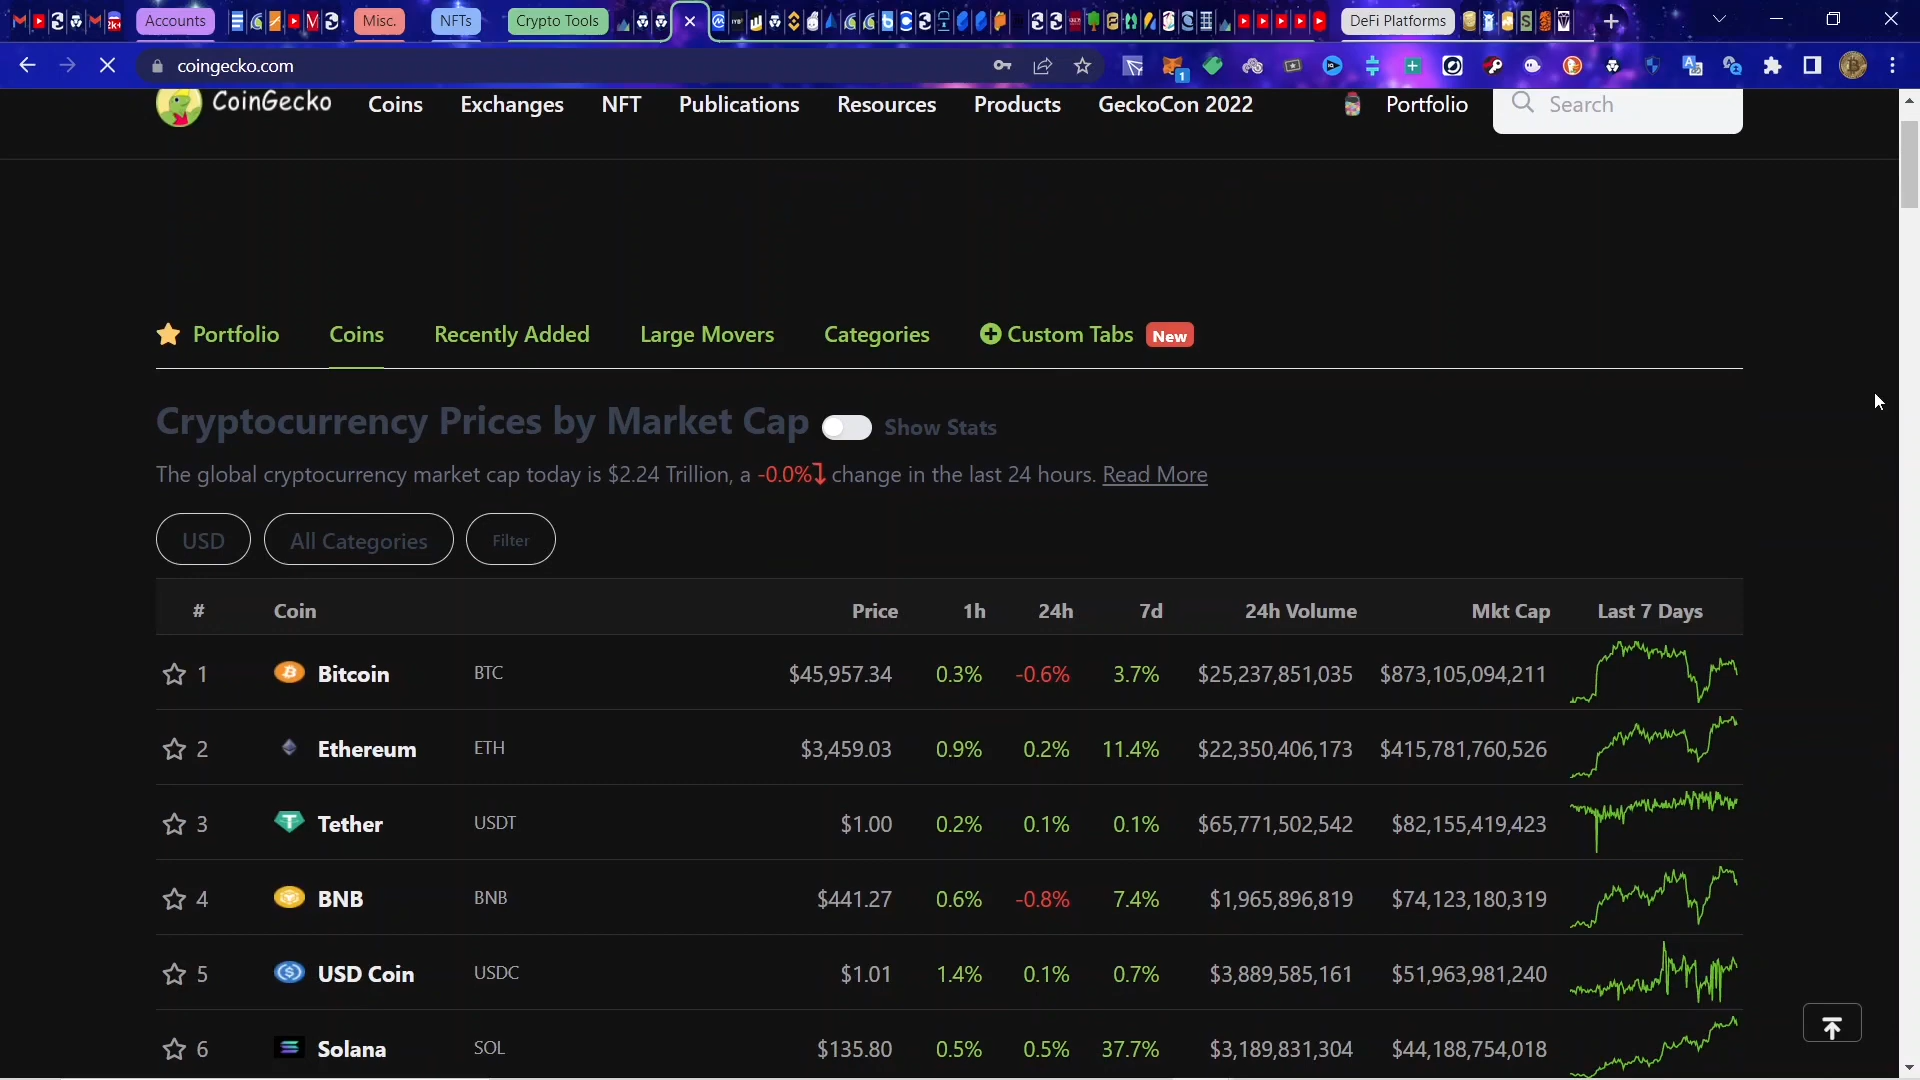 Accounts Misc. NFTs Crypto Tools DeFi Platforms
coingecko.com
1
CoinGecko Coins Exchanges NFT Publications Resources Products GeckoCon 2022 Portfolio Search
Portfolio Coins Recently Added Large Movers Categories Custom Tabs New
Cryptocurrency Prices by Market Cap Show Stats
The global cryptocurrency market cap today is $2.24 Trillion, a -0.0% change in the last 24 hours. Read More
USD All Categories Filter
# Coin Price 1h 24h 7d 24h Volume Mkt Cap Last 7 Days
1 Bitcoin BTC $45,957.34 0.3% -0.6% 3.7% $25,237,851,035 $873,105,094,211
2 Ethereum ETH $3,459.03 0.9% 0.2% 11.4% $22,350,406,173 $415,781,760,526
3 Tether USDT $1.00 0.2% 0.1% 0.1% $65,771,502,542 $82,155,419,423
4 BNB BNB $441.27 0.6% -0.8% 7.4% $1,965,896,819 $74,123,180,319
5 USD Coin USDC $1.01 1.4% 0.1% 0.7% $3,889,585,161 $51,963,981,240
6 Solana SOL $135.80 0.5% 0.5% 37.7% $3,189,831,304 $44,188,754,018